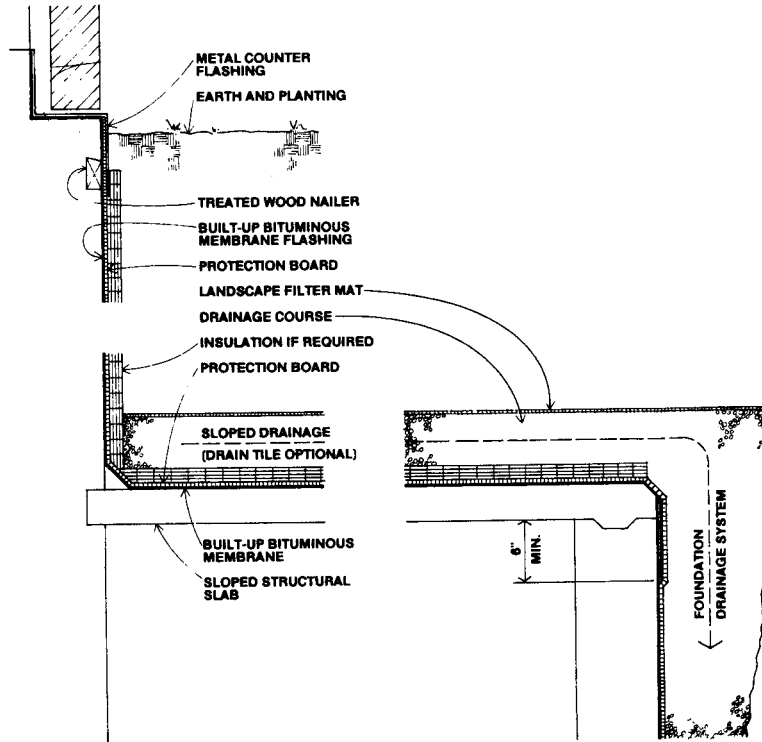 METAL COUNTER
FLASHING
EARTH AND PLANTING
TREATED WOOD NAILER
BUILT-UP BITUMINOUS
MEMBRANE FLASHING
PROTECTION BOARD
LANDSCAPE FILTER MAT
DRAINAGE COURSE
INSULATION IF REQUIRED
PROTECTION BOARD
SLOPED DRAINAGE
(DRAIN TILE OPTIONAL)
BUILT-UP BITUMINOUS
MEMBRANE
SLOPED STRUCTURAL
SLAB
6"
MIN.
FOUNDATION
DRAINAGE SYSTEM